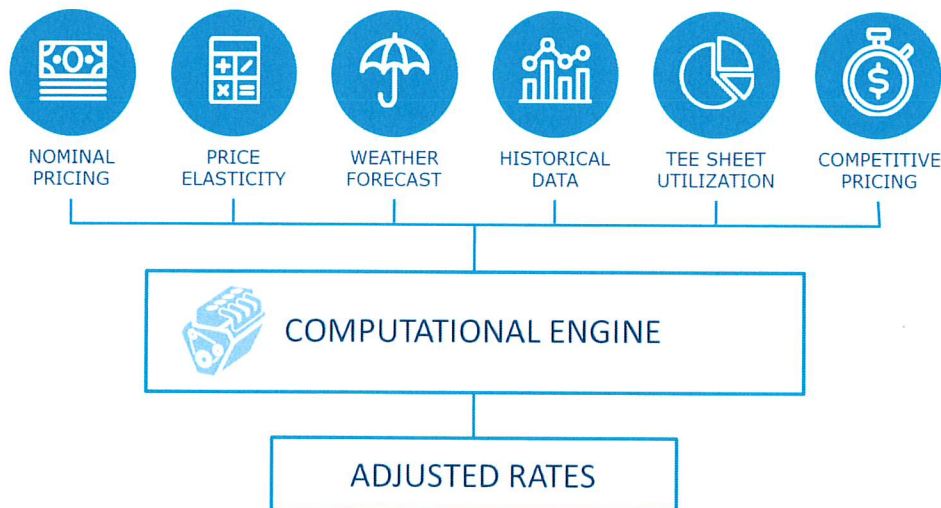 NOMINAL
PRICING
PRICE
ELASTICITY
WEATHER
FORECAST
HISTORICAL
DATA
TEE SHEET
UTILIZATION
COMPETITIVE
PRICING
COMPUTATIONAL ENGINE
ADJUSTED RATES